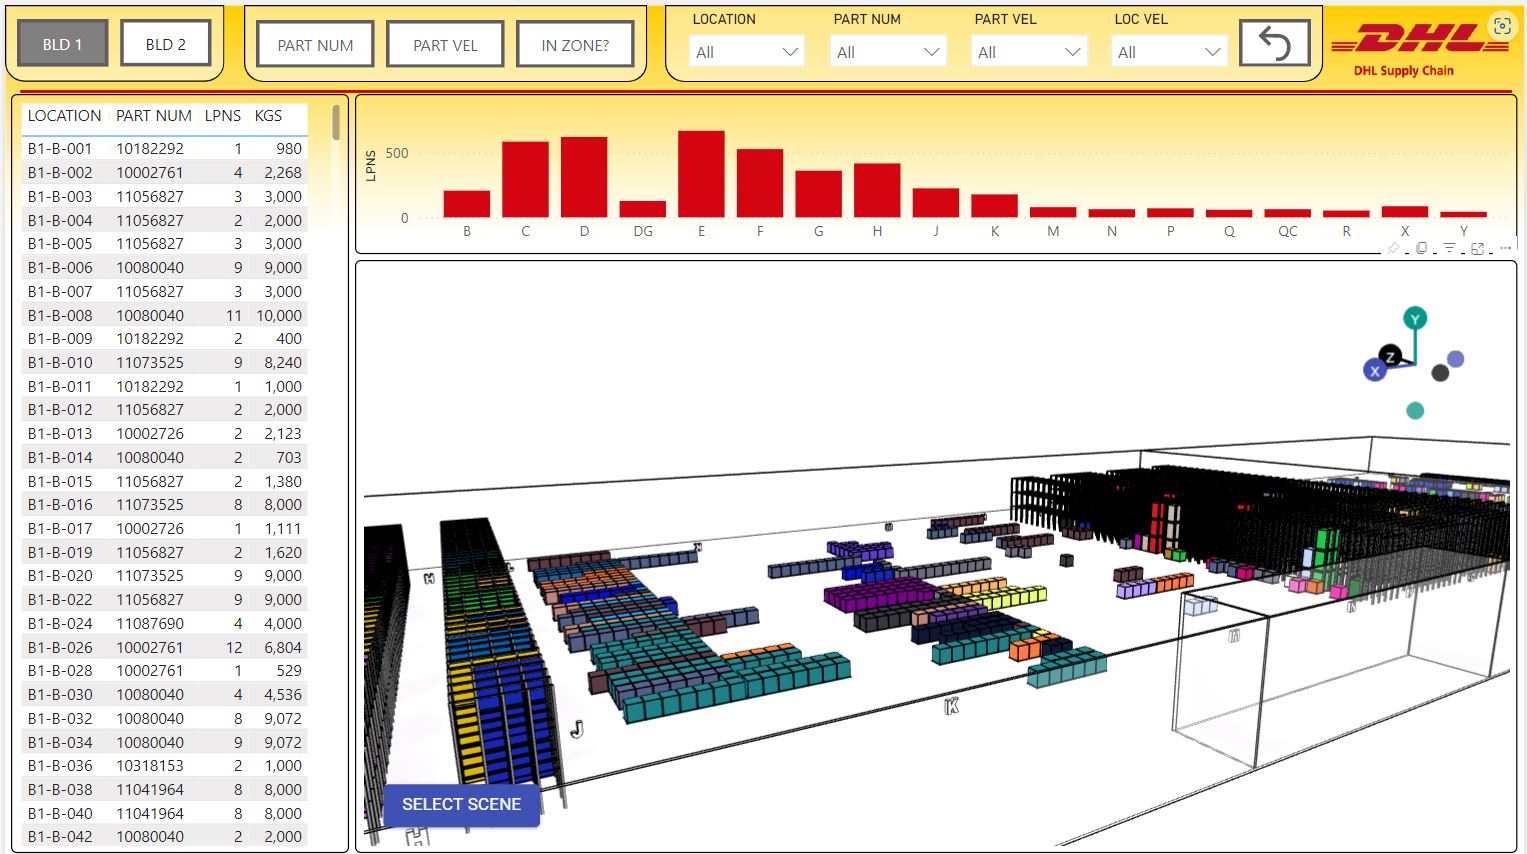 BLD 1
BLD 2
PART NUM
PART VEL
IN ZONE?
LOCATION
PART NUM
PART VEL
LOC VEL
All
All
All
All
DHL
DHL Supply Chain
LOCATION PART NUM LPNS KGS
B1-B-001 10182292 1 980
B1-B-002 10002761 4 2,268
B1-B-003 11056827 3 3,000
B1-B-004 11056827 2 2,000
B1-B-005 11056827 3 3,000
B1-B-006 10080040 9 9,000
B1-B-007 11056827 3 3,000
B1-B-008 10080040 11 10,000
B1-B-009 10182292 2 400
B1-B-010 11073525 9 8,240
B1-B-011 10182292 1 1,000
B1-B-012 11056827 2 2,000
B1-B-013 10002726 2 2,123
B1-B-014 10080040 2 703
B1-B-015 11056827 2 1,380
B1-B-016 11073525 8 8,000
B1-B-017 10002726 1 1,111
B1-B-019 11056827 2 1,620
B1-B-020 11073525 9 9,000
B1-B-022 11056827 9 9,000
B1-B-024 11087690 4 4,000
B1-B-026 10002761 12 6,804
B1-B-028 10002761 1 529
B1-B-030 10080040 4 4,536
B1-B-032 10080040 8 9,072
B1-B-034 10080040 9 9,072
B1-B-036 10318153 2 1,000
B1-B-038 11041964 8 8,000
B1-B-040 11041964 8 8,000
B1-B-042 10080040 2 2,000
LPNS
500
0
B C D DG E F G H J K M N P Q QC R X Y
Y
Z
X
H
J
K
SELECT SCENE